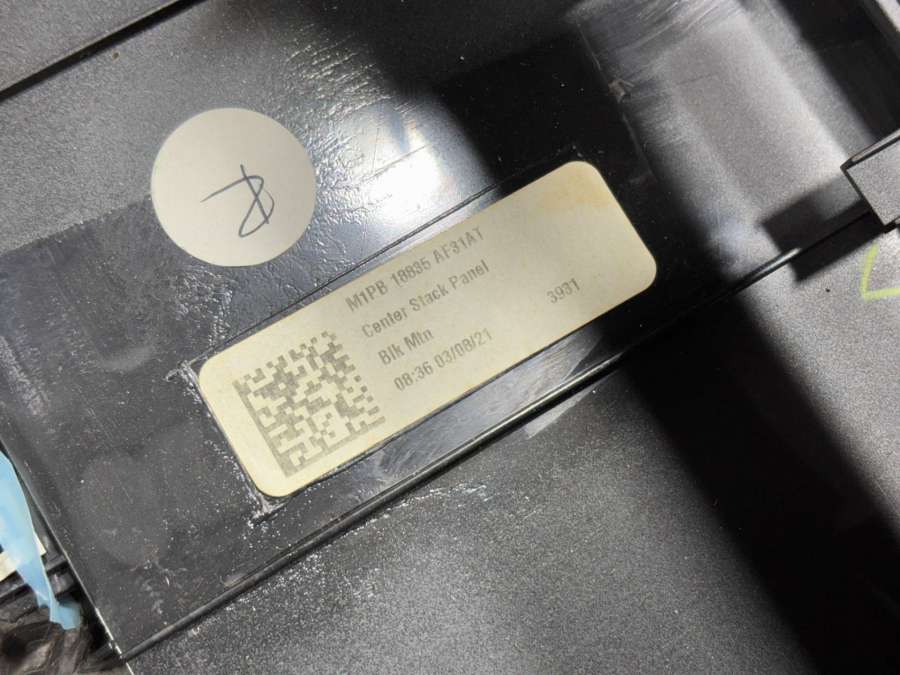 M1PB 18835 AF31AT
Center Stack Panel
Blk Mtn 3931
08:36 03/08/21